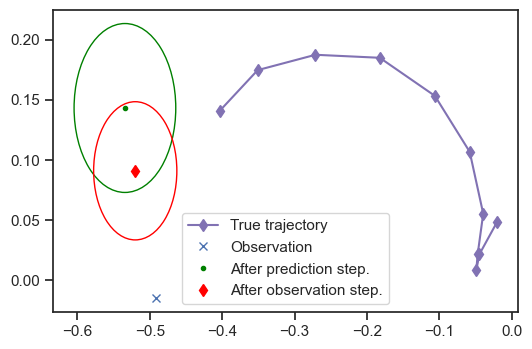 0.20
0.15
0.10
0.05
0.00
True trajectory
Observation
After prediction step.
After observation step.
−0.6 −0.5 −0.4 −0.3 −0.2 −0.1 0.0